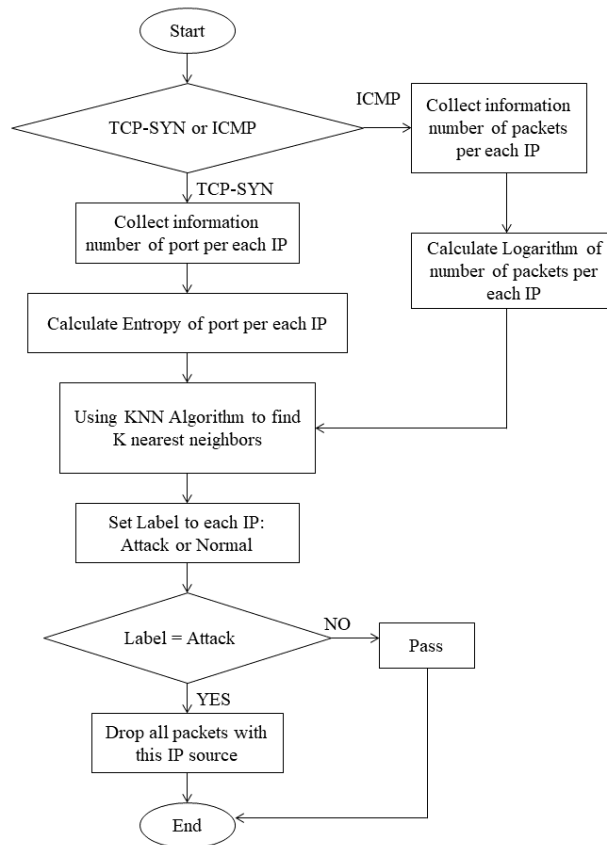 Start
TCP-SYN or ICMP
ICMP
Collect information
number of packets
per each IP
TCP-SYN
Collect information
number of port per each IP
Calculate Logarithm of
number of packets per
each IP
Calculate Entropy of port per each IP
Using KNN Algorithm to find
K nearest neighbors
Set Label to each IP:
Attack or Normal
Label = Attack
NO
Pass
YES
Drop all packets with
this IP source
End